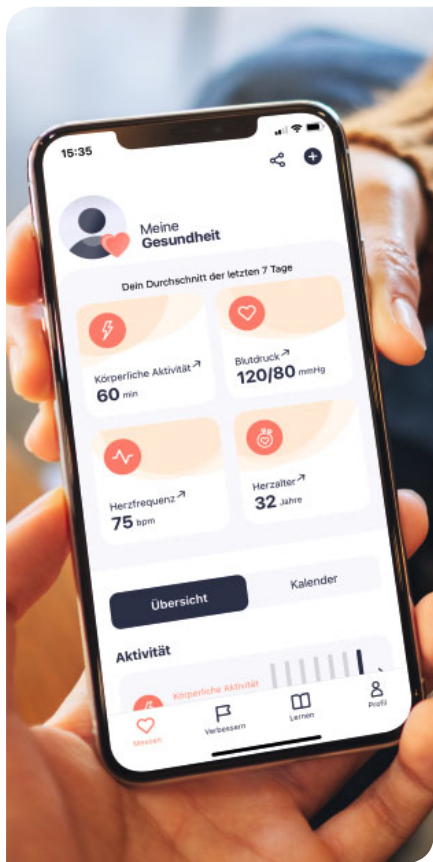 15:35
Meine
Gesundheit
Dein Durchschnitt der letzten 7 Tage
Körperliche Aktivität
60 min
Blutdruck
120/80 mmHg
Herzfrequenz
75 bpm
Herzalter
32 Jahre
Übersicht
Kalender
Aktivität
Körperliche Aktivität
Messen
Verbessern
Lernen
Profil